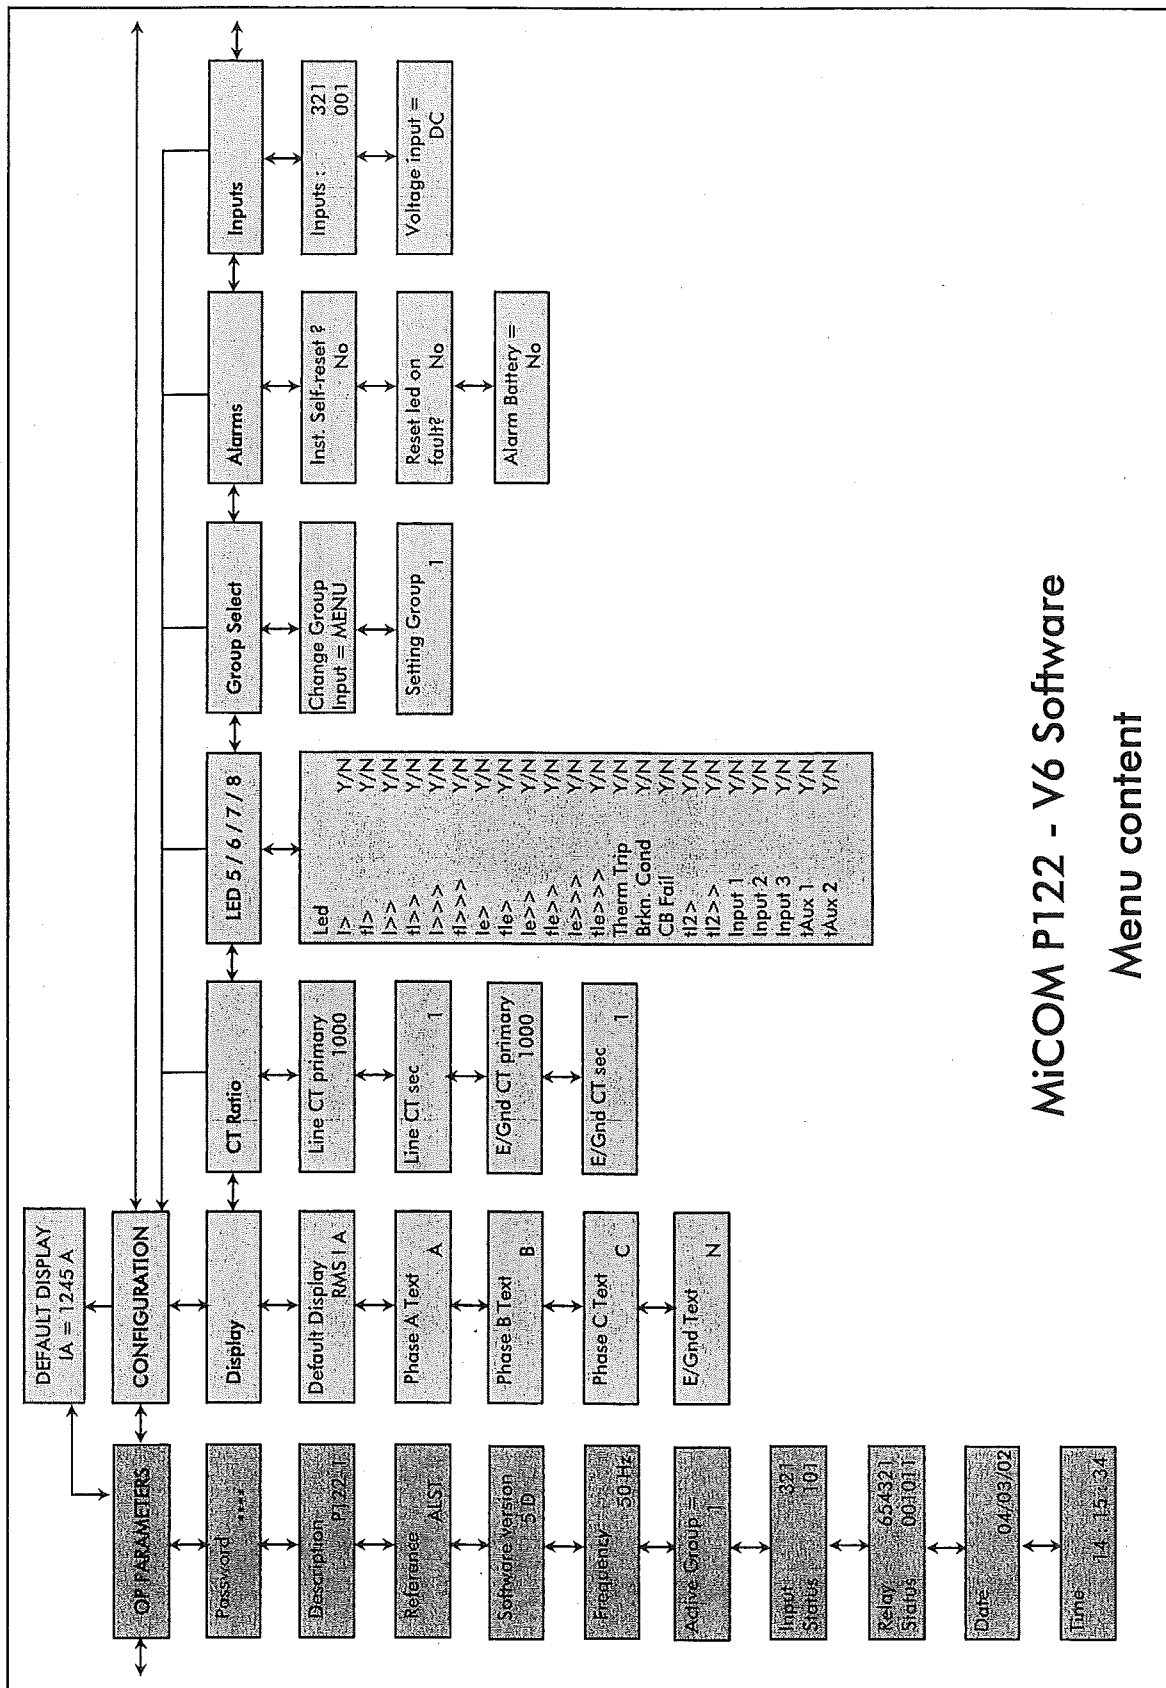 DEFAULT DISPLAY
IA = 1245 A
OP PARAMETERS
Password
****
Description
P122 1
Reference
ALST
Software Version
5.D
Frequency
50 Hz
Active Group =
1
Input 321
Status 101
Relay 654321
Status 001011
Date
04/03/02
Time
14 : 15 : 34
CONFIGURATION
Display
Default Display
RMS I A
Phase A Text
A
Phase B Text
B
Phase C Text
C
E/Gnd Text
N
CT Ratio
Line CT primary
1000
Line CT sec
1
E/Gnd CT primary
1000
E/Gnd CT sec
1
LED 5 / 6 / 7 / 8
Led
I> Y/N
tI> Y/N
I>> Y/N
tI>> Y/N
I>>> Y/N
tI>>> Y/N
Ie> Y/N
tIe> Y/N
Ie>> Y/N
tIe>> Y/N
Ie>>> Y/N
tIe>>> Y/N
Therm Trip Y/N
Brkn. Cond Y/N
CB Fail Y/N
tI2> Y/N
tI2>> Y/N
Input 1 Y/N
Input 2 Y/N
Input 3 Y/N
tAux 1 Y/N
tAux 2 Y/N
Group Select
Change Group
Input = MENU
Setting Group
1
Alarms
Inst. Self-reset ?
No
Reset led on
fault? No
Alarm Battery =
No
Inputs
Inputs : 321
001
Voltage input =
DC
MiCOM P122 - V6 Software
Menu content